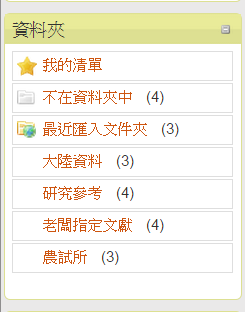 資料夾
我的清單
不在資料夾中 (4)
最近匯入文件夾 (3)
大陸資料 (3)
研究參考 (4)
老闆指定文獻 (4)
農試所 (3)